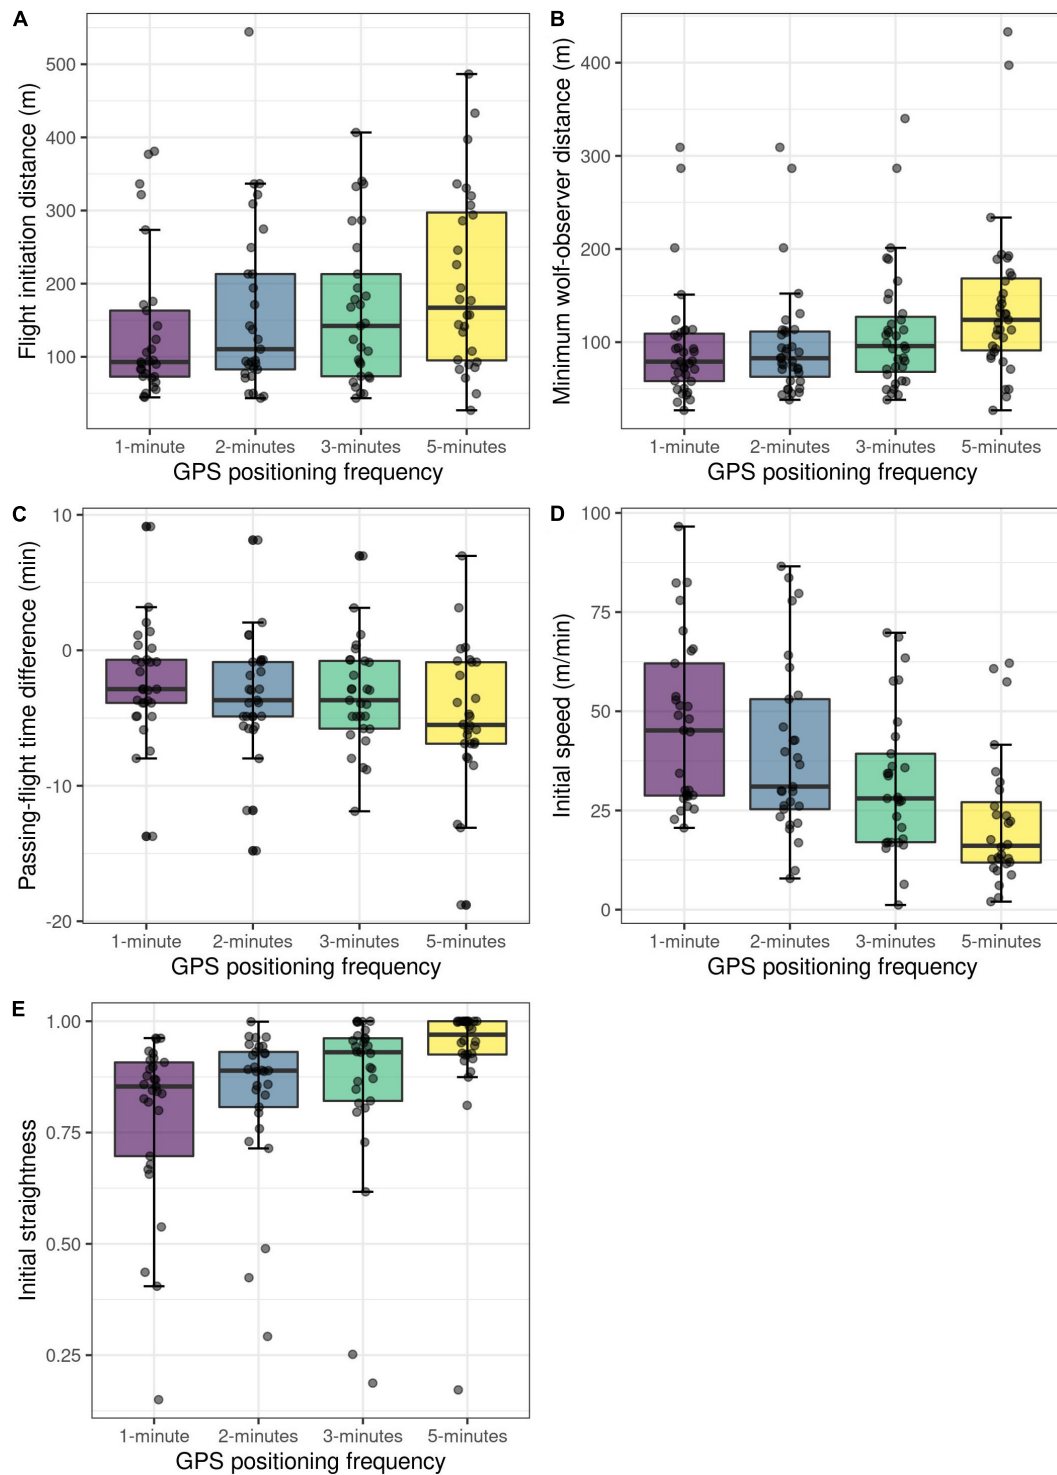 A
Flight initiation distance (m)
500
400
300
200
100
1-minute 2-minutes 3-minutes 5-minutes
GPS positioning frequency
B
Minimum wolf-observer distance (m)
400
300
200
100
1-minute 2-minutes 3-minutes 5-minutes
GPS positioning frequency
C
Passing-flight time difference (min)
10
0
-10
-20
1-minute 2-minutes 3-minutes 5-minutes
GPS positioning frequency
D
Initial speed (m/min)
100
75
50
25
0
1-minute 2-minutes 3-minutes 5-minutes
GPS positioning frequency
E
Initial straightness
1.00
0.75
0.50
0.25
1-minute 2-minutes 3-minutes 5-minutes
GPS positioning frequency